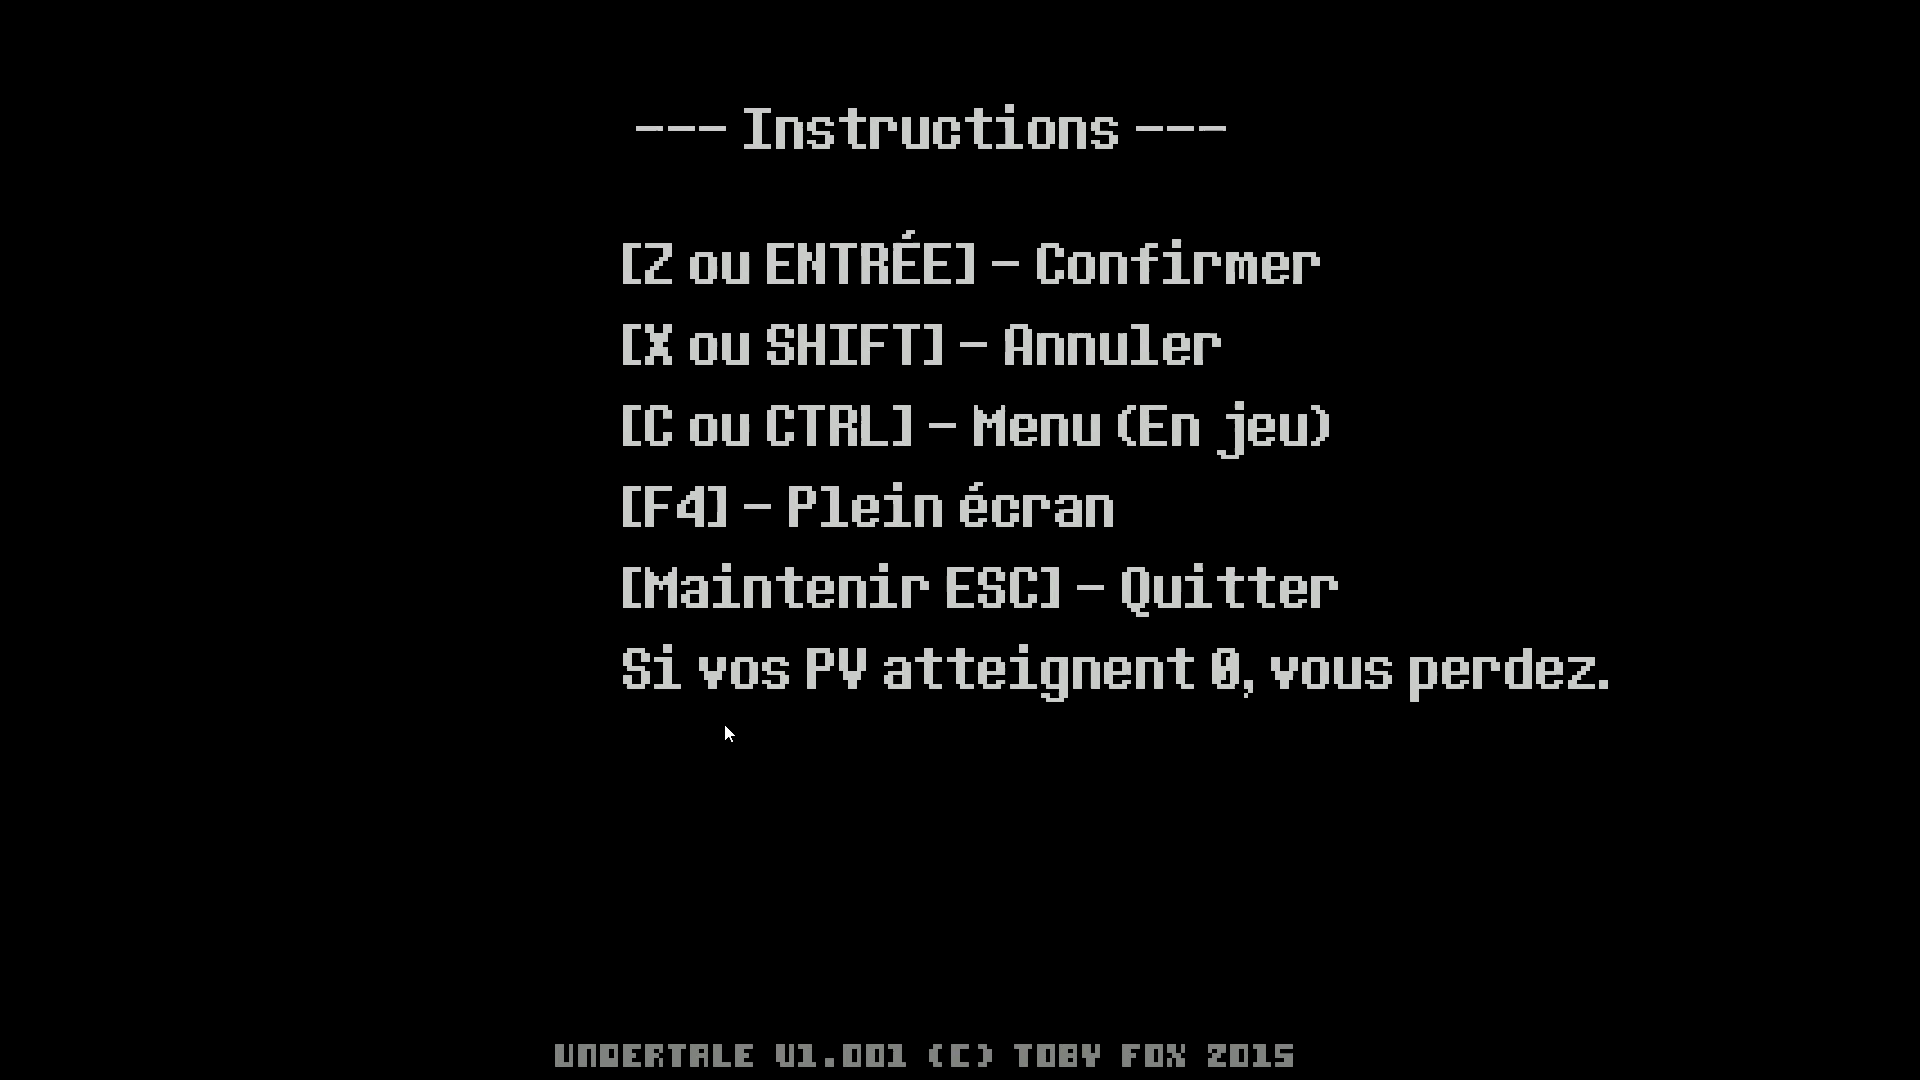 --- Instructions ---
[Z ou ENTRÉE] - Confirmer
[X ou SHIFT] - Annuler
[C ou CTRL] - Menu (En jeu)
[F4] - Plein écran
[Maintenir ESC] - Quitter
Si vos PV atteignent 0, vous perdez.
UNDERTALE V1.001 (C) TOBY FOX 2015